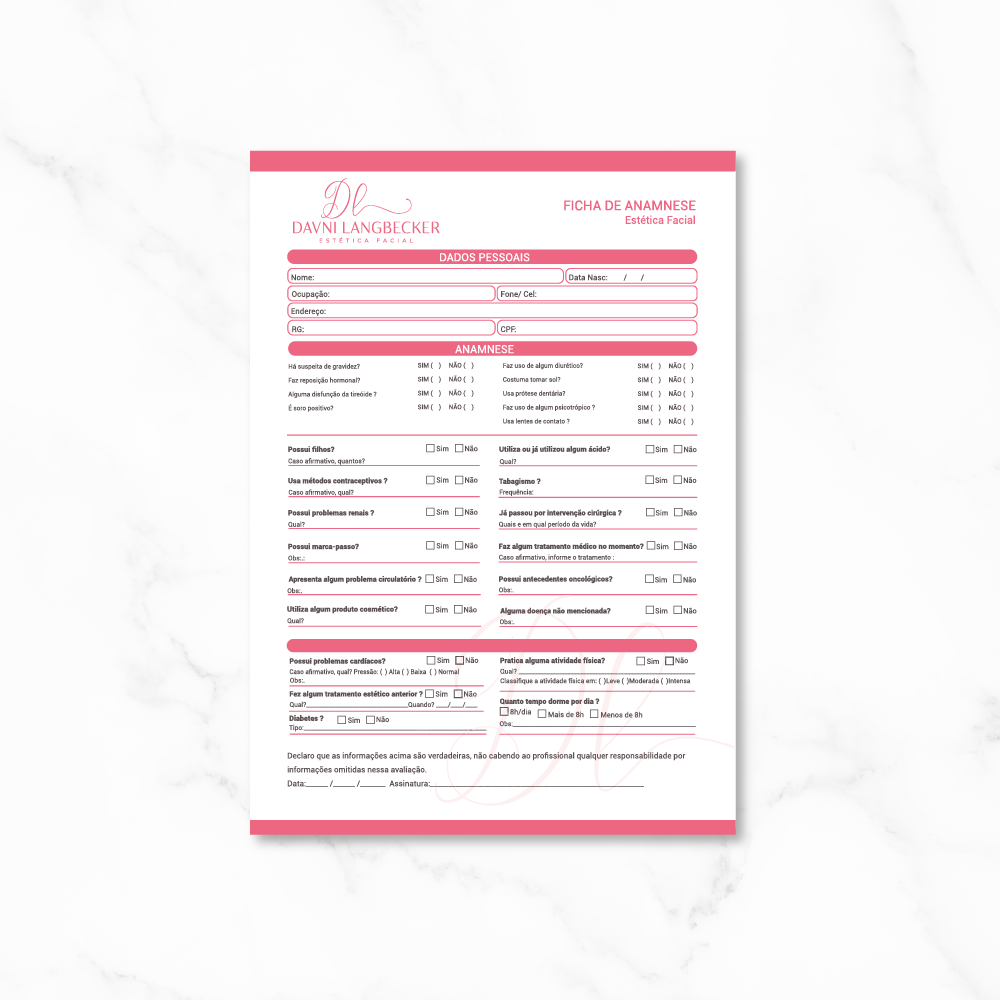 Dl
DAVNI LANGBECKER
ESTÉTICA FACIAL
FICHA DE ANAMNESE
Estética Facial
DADOS PESSOAIS
Nome:
Data Nasc: / /
Ocupação:
Fone/ Cel:
Endereço:
RG:
CPF:
ANAMNESE
Há suspeita de gravidez? SIM ( ) NÃO ( )
Faz reposição hormonal? SIM ( ) NÃO ( )
Alguma disfunção da tireóide ? SIM ( ) NÃO ( )
É soro positivo? SIM ( ) NÃO ( )
Faz uso de algum diurético? SIM ( ) NÃO ( )
Costuma tomar sol? SIM ( ) NÃO ( )
Usa prótese dentária? SIM ( ) NÃO ( )
Faz uso de algum psicotrópico ? SIM ( ) NÃO ( )
Usa lentes de contato ? SIM ( ) NÃO ( )
Possui filhos? Sim Não
Caso afirmativo, quantos?
Usa métodos contraceptivos ? Sim Não
Caso afirmativo, qual?
Possui problemas renais ? Sim Não
Qual?
Possui marca-passo? Sim Não
Obs.:
Apresenta algum problema circulatório ? Sim Não
Obs:.
Utiliza algum produto cosmético? Sim Não
Qual?
Utiliza ou já utilizou algum ácido? Sim Não
Qual?
Tabagismo ? Sim Não
Frequência:
Já passou por intervenção cirúrgica ? Sim Não
Quais e em qual período da vida?
Faz algum tratamento médico no momento? Sim Não
Caso afirmativo, informe o tratamento :
Possui antecedentes oncológicos? Sim Não
Obs:.
Alguma doença não mencionada? Sim Não
Obs:.
Possui problemas cardíacos? Sim Não
Caso afirmativo, qual? Pressão: ( ) Alta ( ) Baixa ( ) Normal
Obs:.
Fez algum tratamento estético anterior ? Sim Não
Qual?____ Quando? ___/___/___
Diabetes ? Sim Não
Tipo:____
Pratica alguma atividade física? Sim Não
Qual? ____
Classifique a atividade física em: ( )Leve ( )Moderada ( )Intensa
Quanto tempo dorme por dia ?
8h/dia Mais de 8h Menos de 8h
Obs:____
Declaro que as informações acima são verdadeiras, não cabendo ao profissional qualquer responsabilidade por
informações omitidas nessa avaliação.
Data:_____ /_____ /______ Assinatura:____
Dl